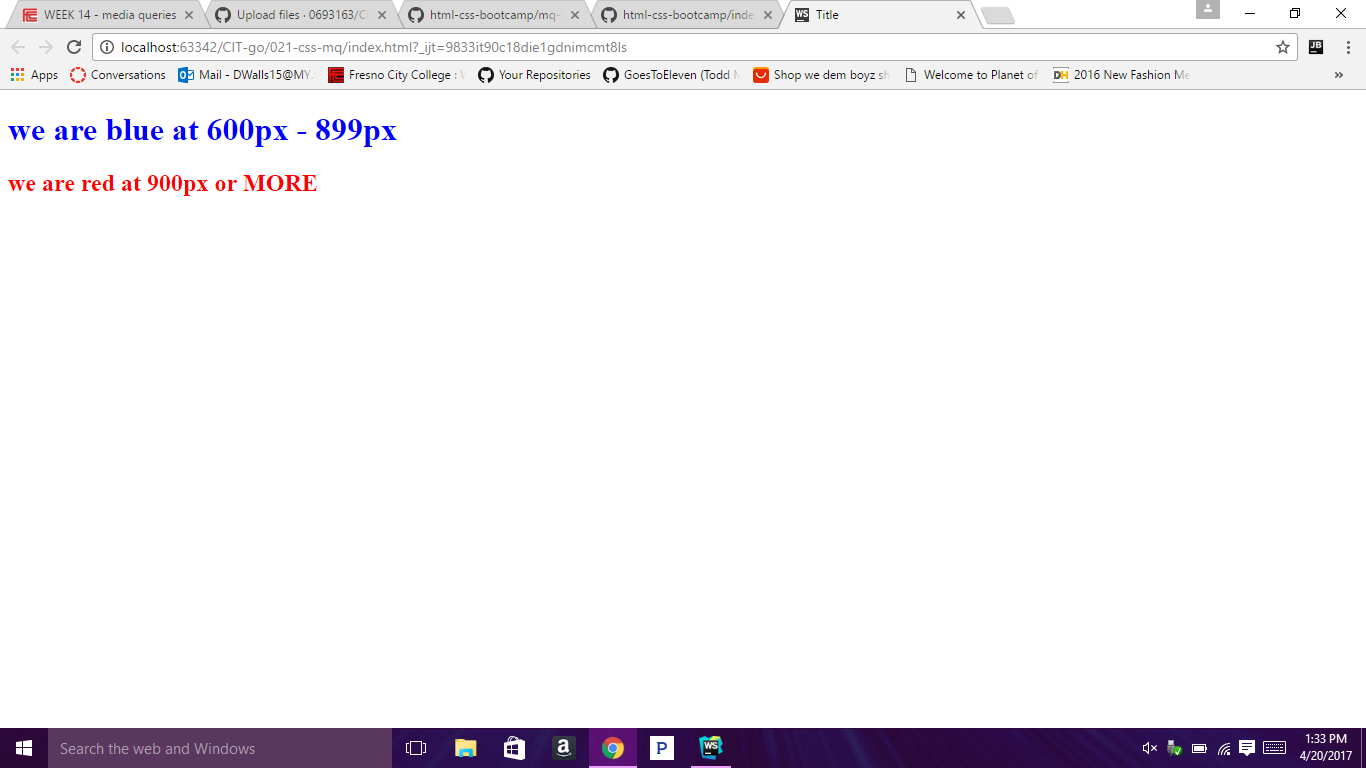 WEEK 14 - media queries
Upload files · 0693163/C
html-css-bootcamp/mq-
html-css-bootcamp/inde
WS Title
localhost:63342/CIT-go/021-css-mq/index.html?_ijt=9833it90c18die1gdnimcmt8ls
JB
Apps
Conversations
Mail - DWalls15@MY.
Fresno City College : V
Your Repositories
GoesToEleven (Todd M
Shop we dem boyz sh
Welcome to Planet of
DH 2016 New Fashion Me
»
we are blue at 600px - 899px
we are red at 900px or MORE
Search the web and Windows
a
P
WS
1:33 PM
4/20/2017